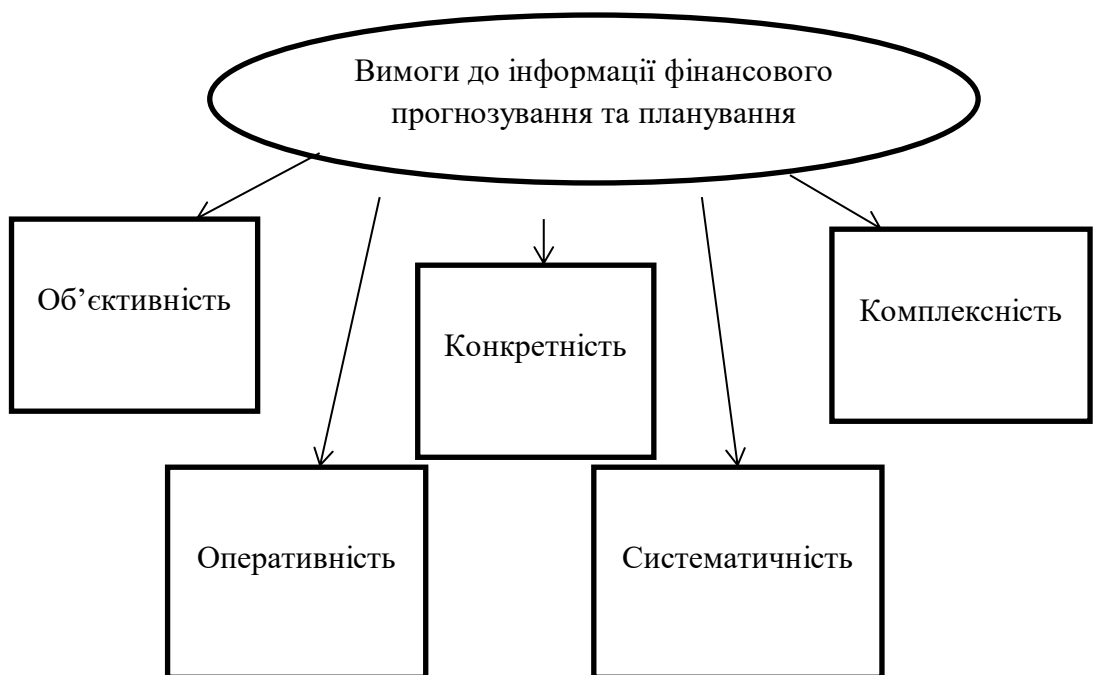 Вимоги до інформації фінансового
прогнозування та планування
Об’єктивність
Конкретність
Комплексність
Оперативність
Систематичність